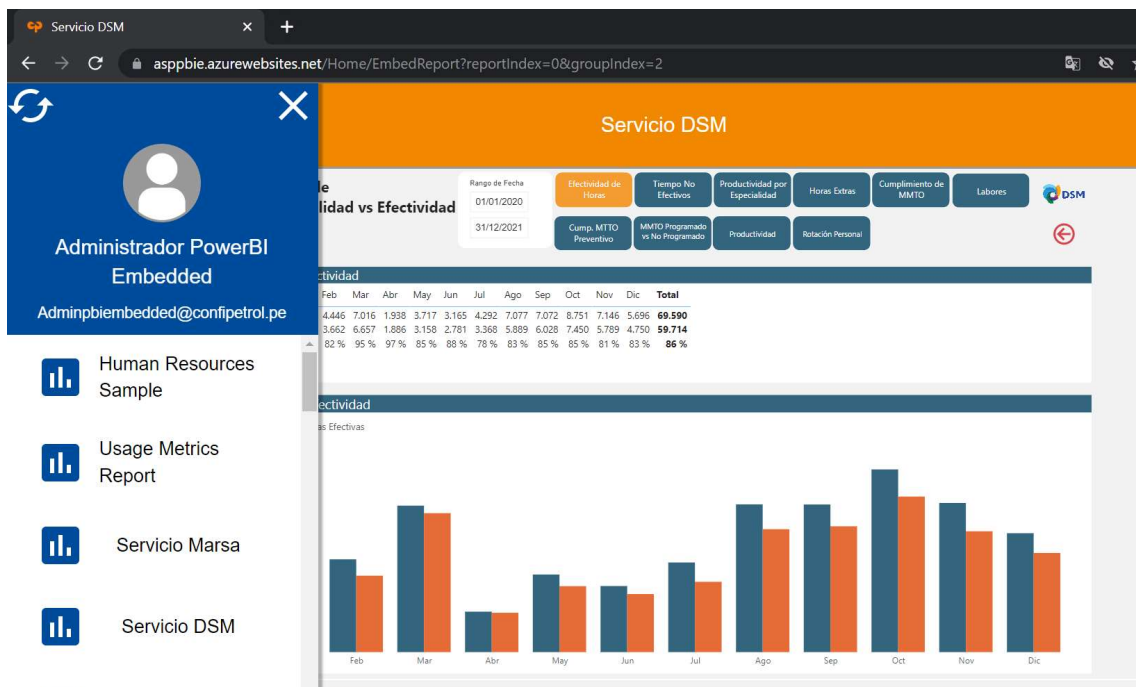 Servicio DSM
asppbie.azurewebsites.net/Home/EmbedReport?reportIndex=0&groupIndex=2
Administrador PowerBI
Embedded
Adminpbiembedded@confipetrol.pe
Human Resources
Sample
Usage Metrics
Report
Servicio Marsa
Servicio DSM
Servicio DSM
lidad vs Efectividad
Rango de Fecha
01/01/2020
31/12/2021
Efectividad de
Horas
Tiempo No
Efectivos
Productividad por
Especialidad
Horas Extras
Cumplimiento de
MMTO
Labores
DSM
Cump. MTTO
Preventivo
MMTO Programado
vs No Programado
Productividad
Rotación Personal
ctividad
Feb Mar Abr May Jun Jul Ago Sep Oct Nov Dic Total
4.446 7.016 1.938 3.717 3.165 4.292 7.077 7.072 8.751 7.146 5.696 69.590
3.662 6.657 1.886 3.158 2.781 3.368 5.889 6.028 7.450 5.789 4.750 59.714
82 % 95 % 97 % 85 % 88 % 78 % 83 % 85 % 85 % 81 % 83 % 86 %
ectividad
as Efectivas
Feb Mar Abr May Jun Jul Ago Sep Oct Nov Dic